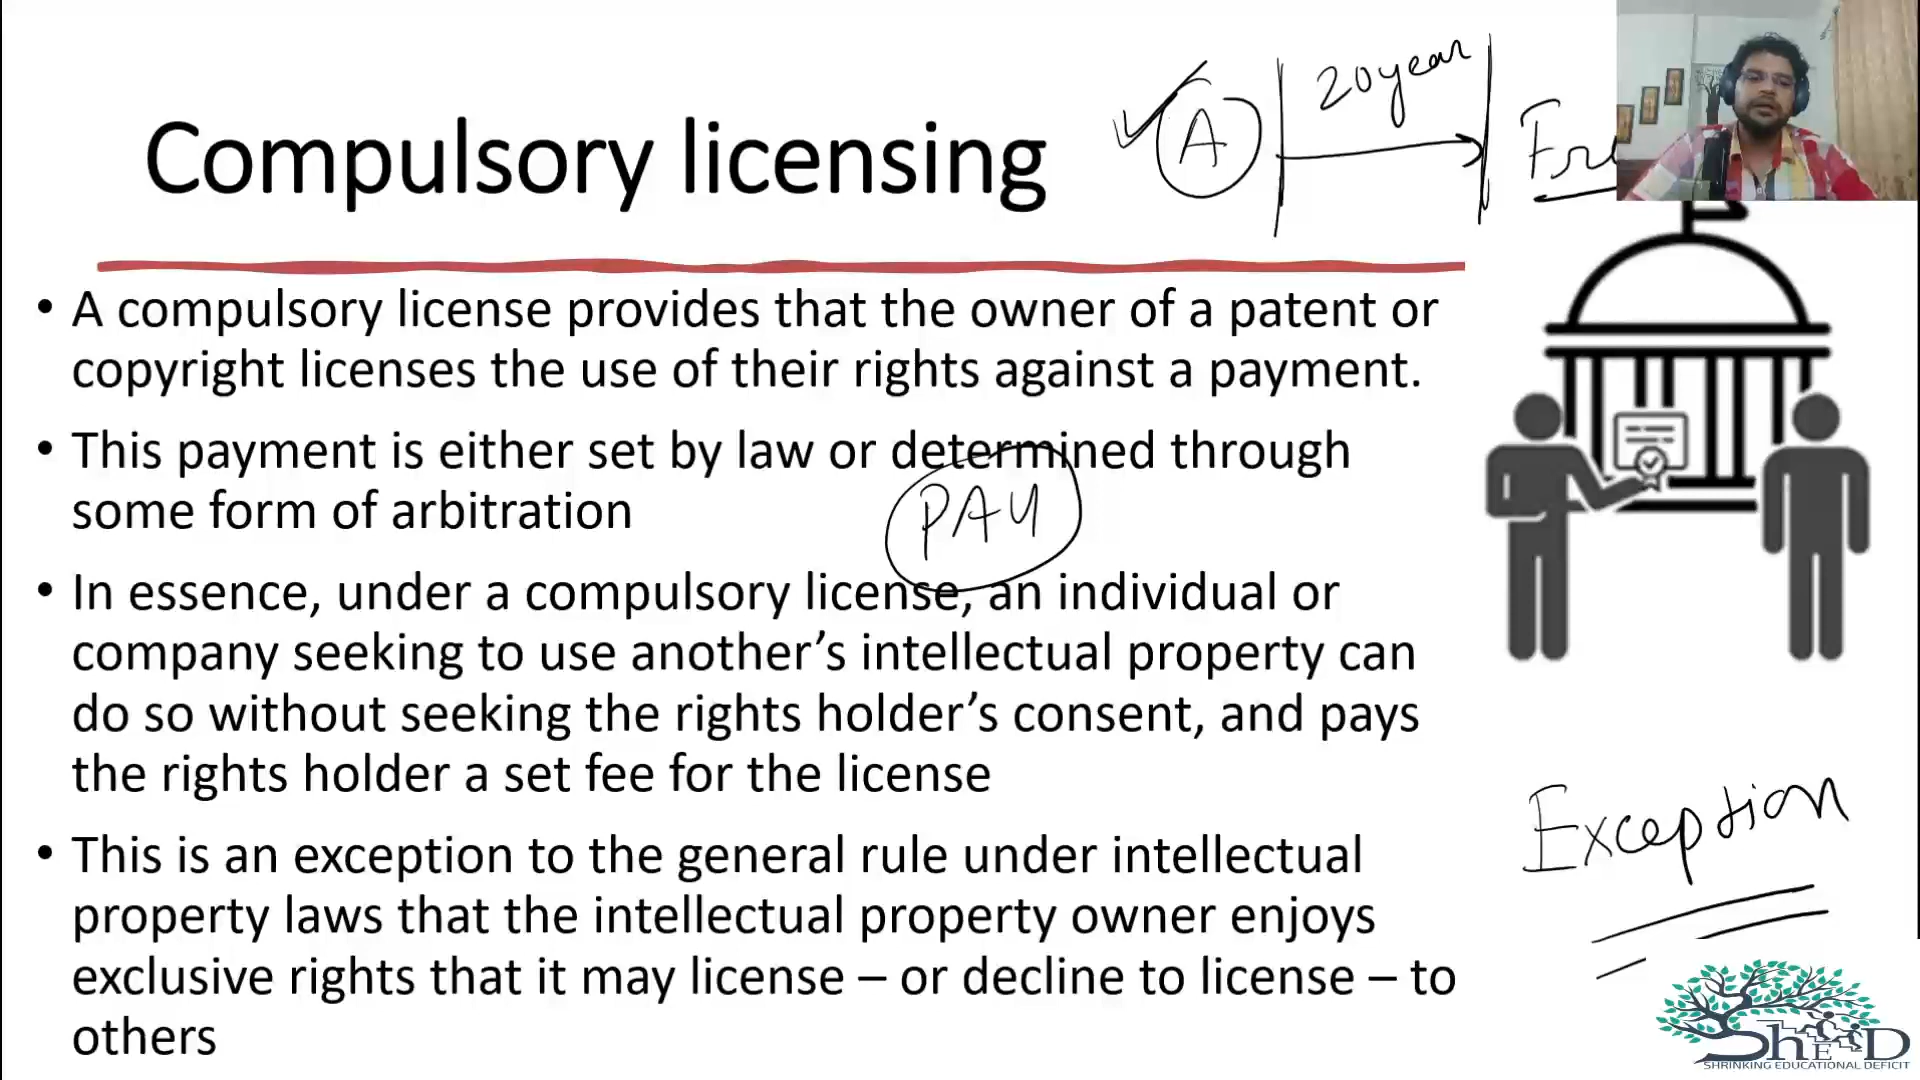 Compulsory licensing
A
20 year
• A compulsory license provides that the owner of a patent or
copyright licenses the use of their rights against a payment.
• This payment is either set by law or determined through
some form of arbitration
PAY
• In essence, under a compulsory license, an individual or
company seeking to use another’s intellectual property can
do so without seeking the rights holder’s consent, and pays
the rights holder a set fee for the license
Exception
• This is an exception to the general rule under intellectual
property laws that the intellectual property owner enjoys
exclusive rights that it may license – or decline to license – to
others
SHED
SHRINKING EDUCATIONAL DEFICIT